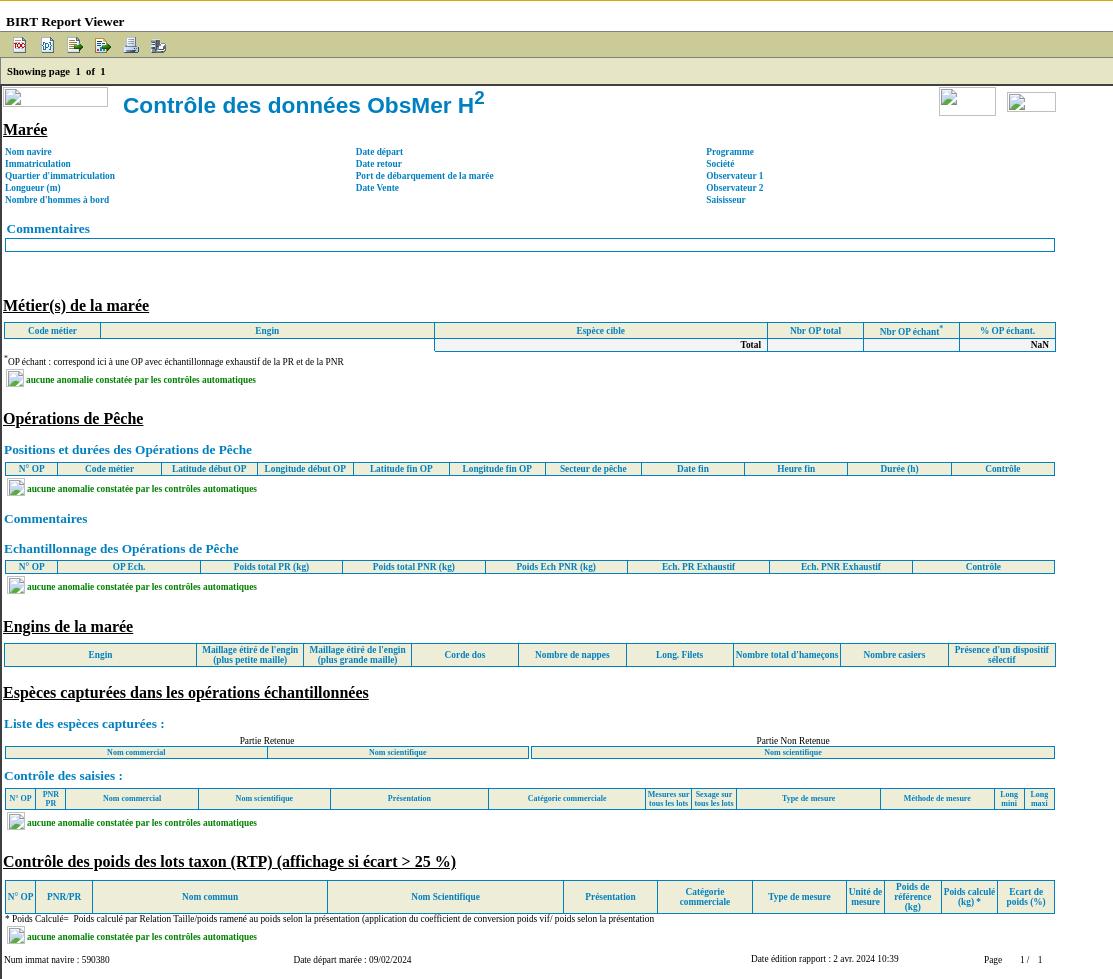 BIRT Report Viewer
Showing page 1 of 1
Contrôle des données ObsMer H2
Marée
Nom navire Date départ Programme
Immatriculation Date retour Société
Quartier d'immatriculation Port de débarquement de la marée Observateur 1
Longueur (m) Date Vente Observateur 2
Nombre d'hommes à bord Saisisseur
Commentaires
Métier(s) de la marée
Code métier Engin Espèce cible Nbr OP total Nbr OP échant* % OP échant.
Total NaN
*OP échant : correspond ici à une OP avec échantillonnage exhaustif de la PR et de la PNR
aucune anomalie constatée par les contrôles automatiques
Opérations de Pêche
Positions et durées des Opérations de Pêche
N° OP Code métier Latitude début OP Longitude début OP Latitude fin OP Longitude fin OP Secteur de pêche Date fin Heure fin Durée (h) Contrôle
aucune anomalie constatée par les contrôles automatiques
Commentaires
Echantillonnage des Opérations de Pêche
N° OP OP Ech. Poids total PR (kg) Poids total PNR (kg) Poids Ech PNR (kg) Ech. PR Exhaustif Ech. PNR Exhaustif Contrôle
aucune anomalie constatée par les contrôles automatiques
Engins de la marée
Engin Maillage étiré de l'engin (plus petite maille) Maillage étiré de l'engin (plus grande maille) Corde dos Nombre de nappes Long. Filets Nombre total d'hameçons Nombre casiers Présence d'un dispositif sélectif
Espèces capturées dans les opérations échantillonnées
Liste des espèces capturées :
Partie Retenue Partie Non Retenue
Nom commercial Nom scientifique Nom scientifique
Contrôle des saisies :
N° OP PNR PR Nom commercial Nom scientifique Présentation Catégorie commerciale Mesures sur tous les lots Sexage sur tous les lots Type de mesure Méthode de mesure Long mini Long maxi
aucune anomalie constatée par les contrôles automatiques
Contrôle des poids des lots taxon (RTP) (affichage si écart > 25 %)
N° OP PNR/PR Nom commun Nom Scientifique Présentation Catégorie commerciale Type de mesure Unité de mesure Poids de référence (kg) Poids calculé (kg) * Ecart de poids (%)
* Poids Calculé= Poids calculé par Relation Taille/poids ramené au poids selon la présentation (application du coefficient de conversion poids vif/ poids selon la présentation
aucune anomalie constatée par les contrôles automatiques
Num immat navire : 590380 Date départ marée : 09/02/2024 Date édition rapport : 2 avr. 2024 10:39 Page 1 / 1